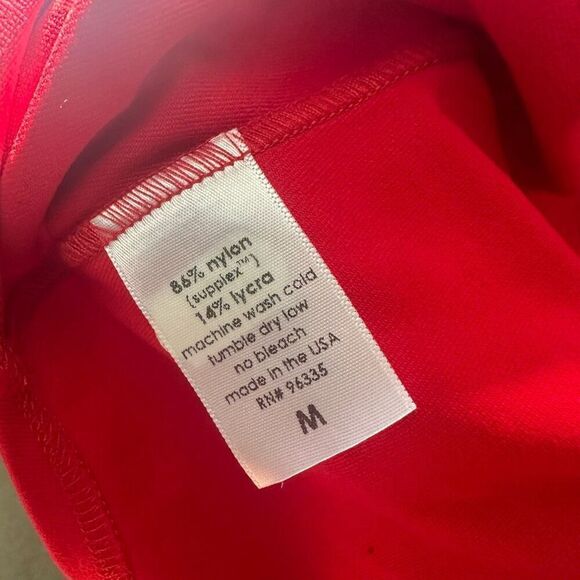 86% nylon
(supplex™)
14% lycra
machine wash cold
tumble dry low
no bleach
made in the USA
RN# 96335
M